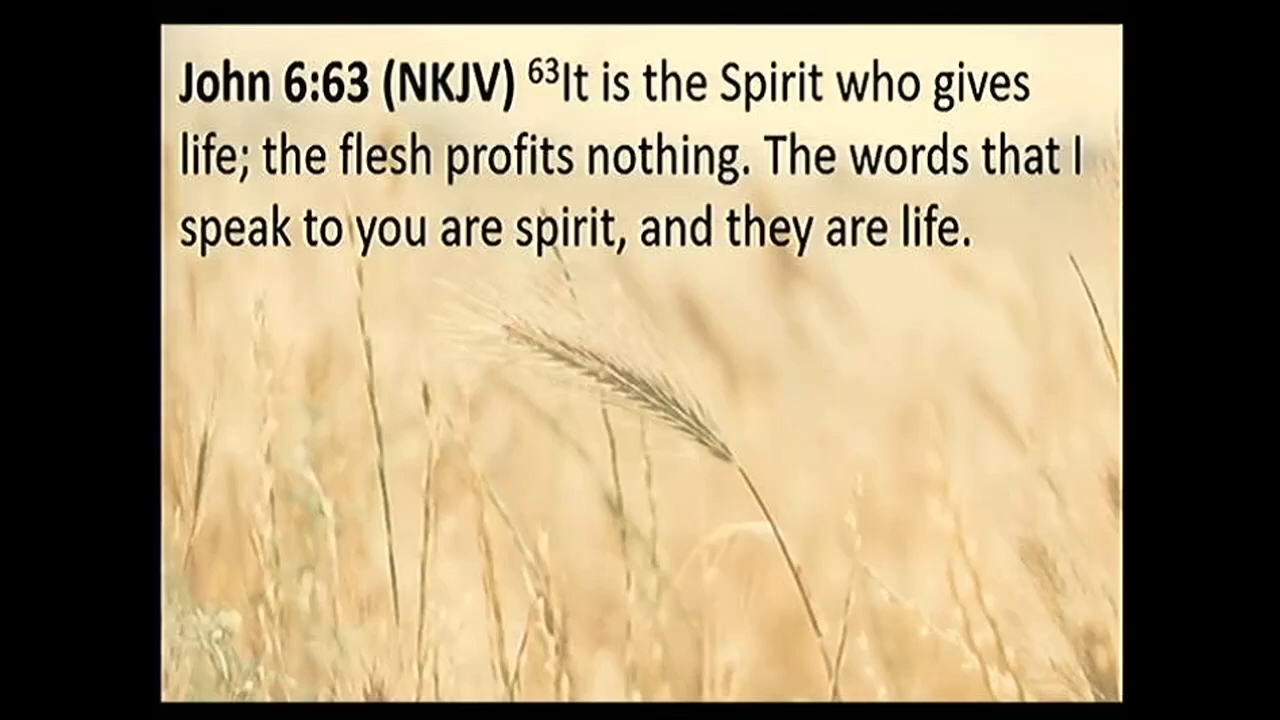 John 6:63 (NKJV) ⁶³It is the Spirit who gives
life; the flesh profits nothing. The words that I
speak to you are spirit, and they are life.